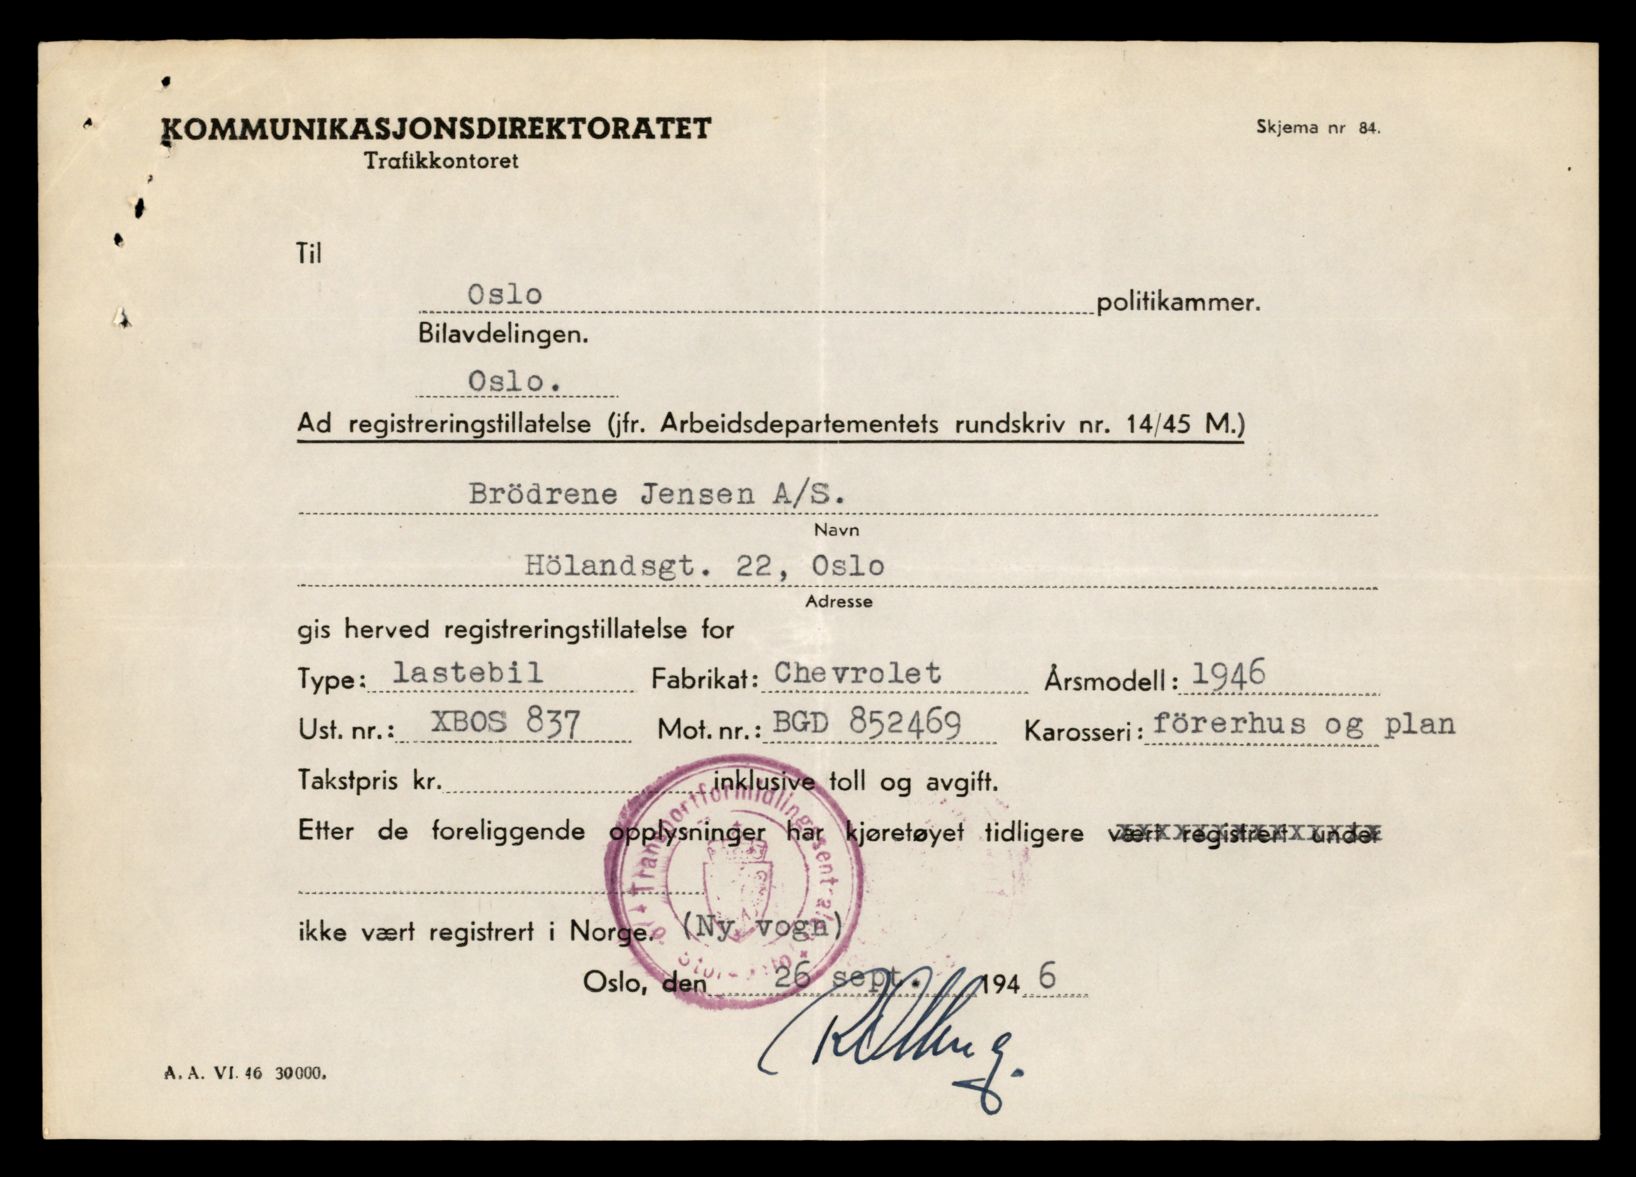 KOMMUNIKASJONSDIREKTORATET
Skjema nr 84.
Trafikkontoret
Til
Oslo politikammer.
Bilavdelingen.
Oslo.
Ad registreringstillatelse (jfr. Arbeidsdepartementets rundskriv nr. 14/45 M.)
Brödrene Jensen A/S.
Navn
Hölandsgt. 22, Oslo
Adresse
gis herved registreringstillatelse for
Type: lastebil Fabrikat: Chevrolet Årsmodell: 1946
Ust. nr.: XBOS 837 Mot. nr.: BGD 852469 Karosseri: förerhus og plan
Takstpris kr. inklusive toll og avgift.
Etter de foreliggende opplysninger har kjøretøyet tidligere vært registrert under
ikke vært registrert i Norge. (Ny vogn)
Oslo, den 26 sept. 1946
Transportformidlingssentralen
A. A. VI. 46 30000.